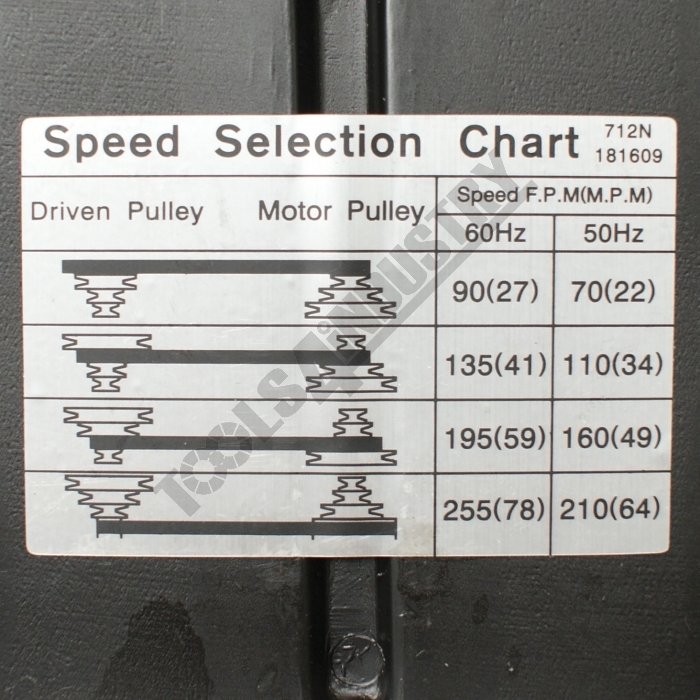 Speed Selection Chart 712N
181609
Driven Pulley Motor Pulley Speed F.P.M(M.P.M)
60Hz 50Hz
90(27) 70(22)
135(41) 110(34)
195(59) 160(49)
255(78) 210(64)
TOOLS4INDUSTRY